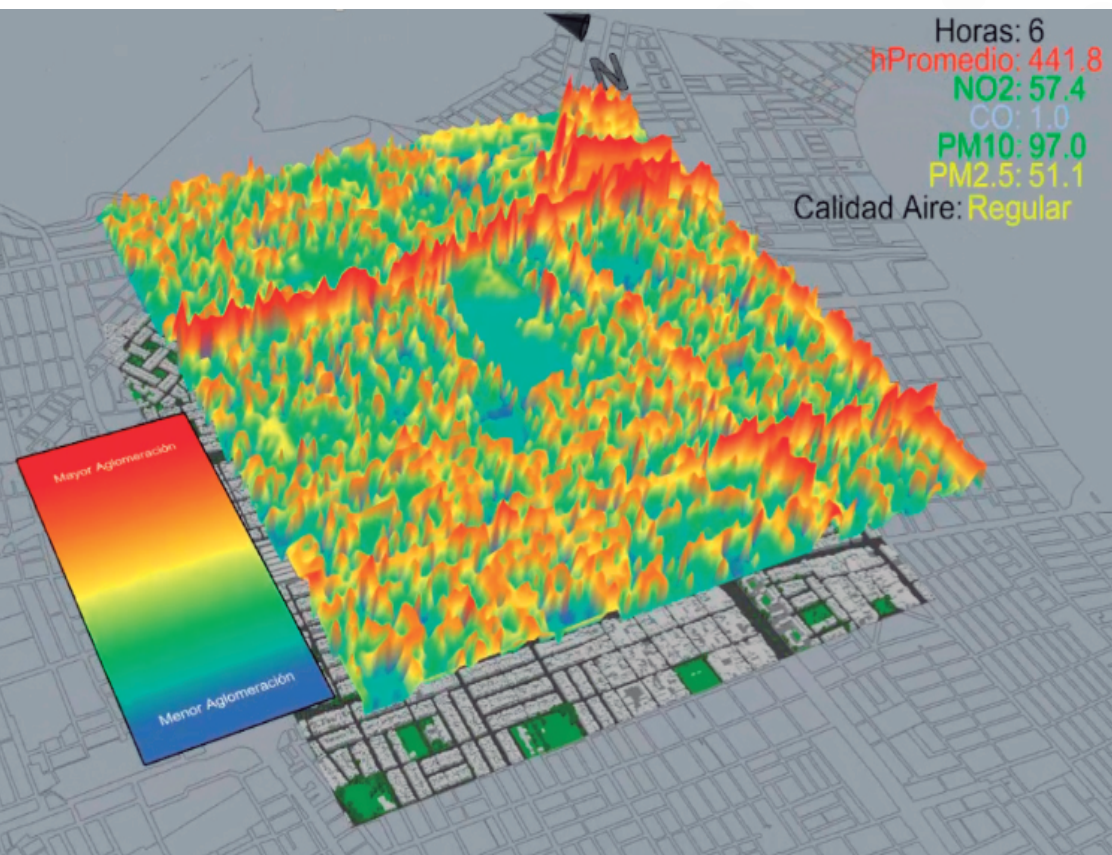 Horas: 6
hPromedio: 441.8
NO2: 57.4
CO: 1.0
PM10: 97.0
PM2.5: 51.1
Calidad Aire: Regular
N
Mayor Aglomeración
Menor Aglomeración